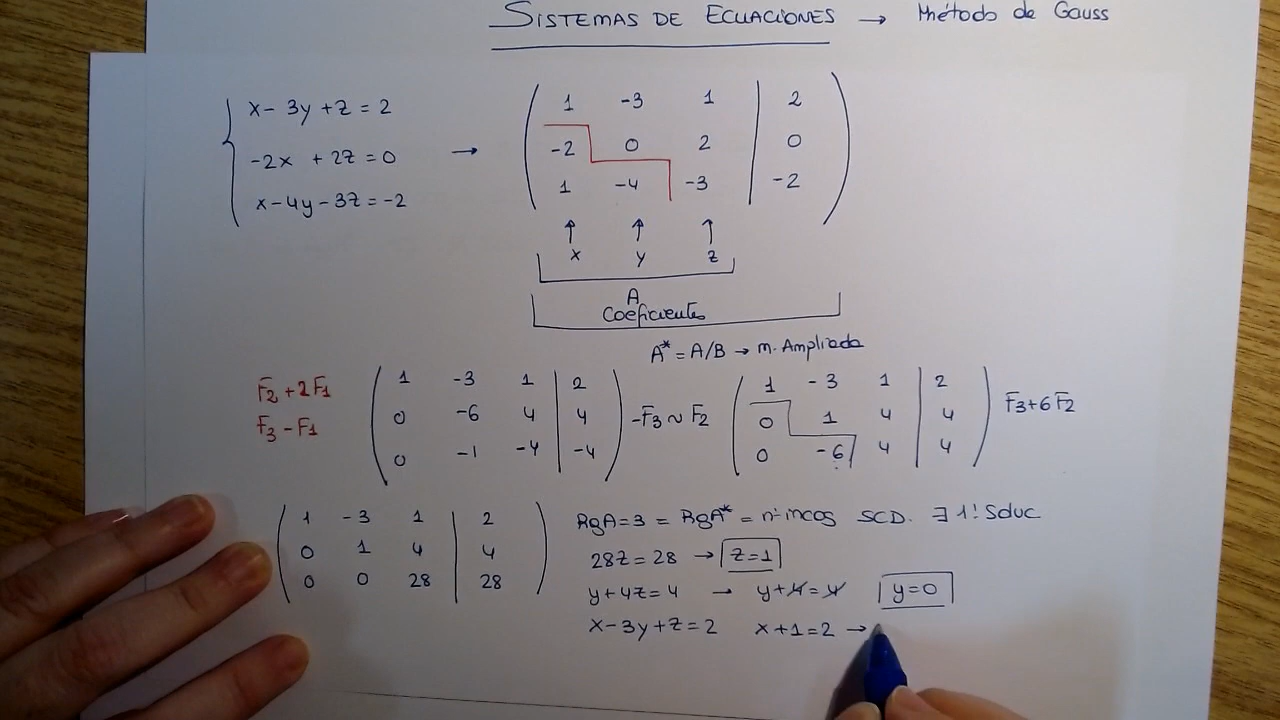 SISTEMAS DE ECUACIONES → Método de Gauss
x - 3y + z = 2
-2x + 2z = 0
x - 4y - 3z = -2
→
1 -3 1 | 2
-2 0 2 | 0
1 -4 -3 | -2
↑ ↑ ↑
x y z
A
Coeficientes
A* = A/B → m. Ampliada
F2 + 2F1
F3 - F1
1 -3 1 | 2
0 -6 4 | 4
0 -1 -4 | -4
-F3 ~ F2
1 -3 1 | 2
0 1 4 | 4
0 -6 4 | 4
F3 + 6F2
1 -3 1 | 2
0 1 4 | 4
0 0 28 | 28
RgA = 3 = RgA* = nº incos SCD. ∃ 1! Soluc
28z = 28 → z = 1
y + 4z = 4 → y + 4 = 4 y = 0
x - 3y + z = 2 x + 1 = 2 →